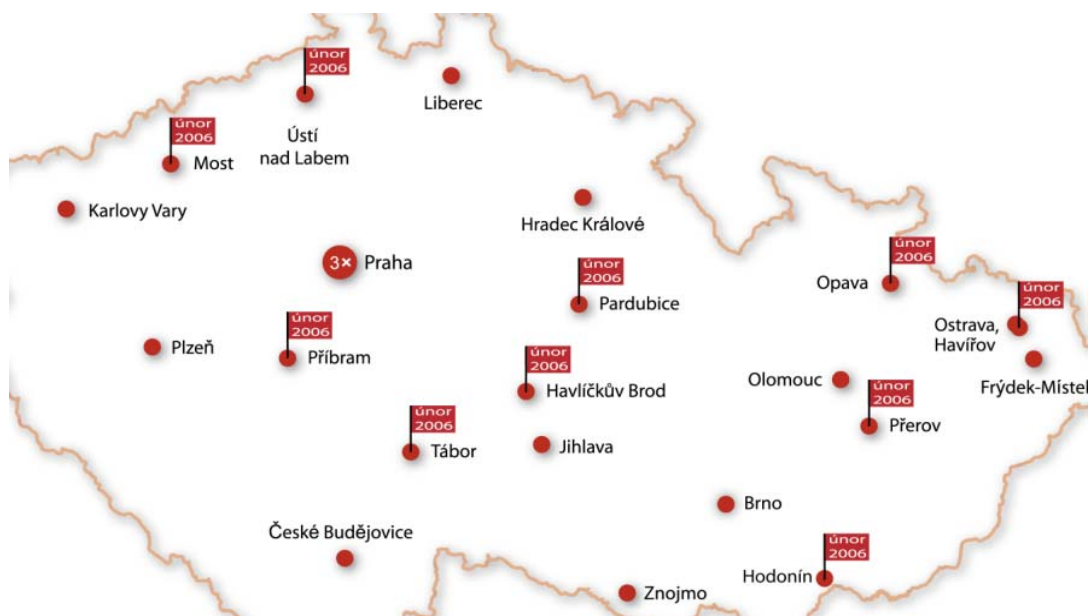 únor
2006
Liberec
Ústí
nad Labem
únor
2006
Most
Karlovy Vary
Hradec Králové
3× Praha
únor
2006
Opava
únor
2006
Pardubice
únor
2006
Ostrava,
Havířov
Frýdek-Místek
Plzeň
únor
2006
Příbram
únor
2006
Havlíčkův Brod
Olomouc
únor
2006
Přerov
únor
2006
Tábor
Jihlava
Brno
České Budějovice
únor
2006
Hodonín
Znojmo